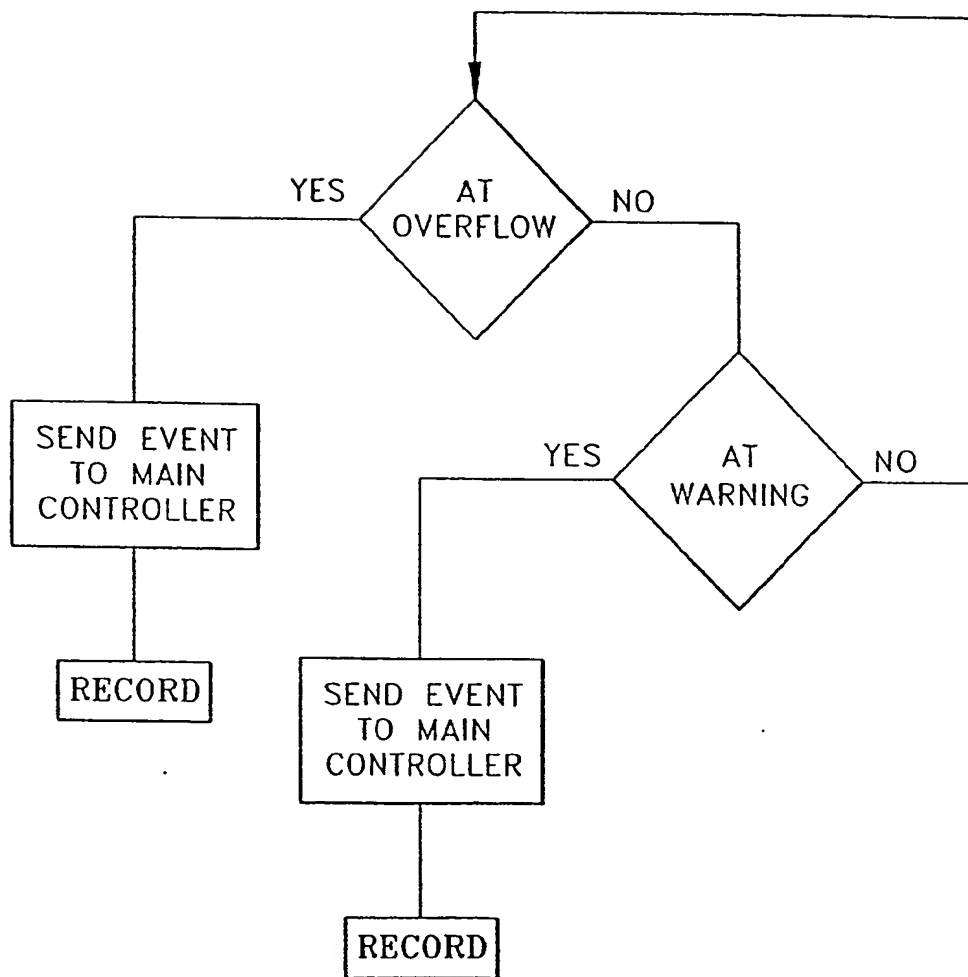 AT
OVERFLOW
YES
NO
SEND EVENT
TO MAIN
CONTROLLER
RECORD
AT
WARNING
YES
NO
SEND EVENT
TO MAIN
CONTROLLER
RECORD